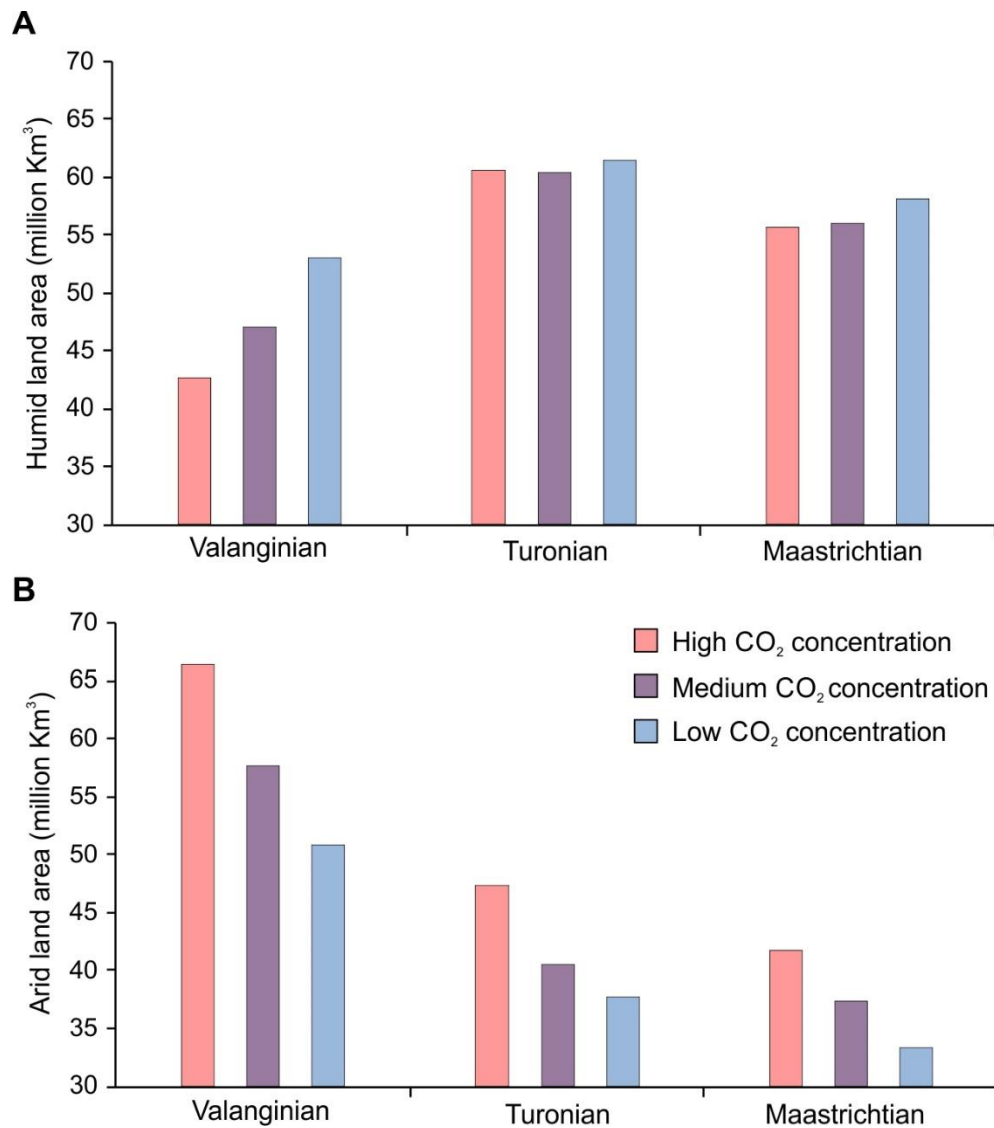 A
Humid land area (million Km³)
70
65
60
55
50
45
40
35
30
Valanginian Turonian Maastrichtian
B
Arid land area (million Km³)
70
65
60
55
50
45
40
35
30
High CO₂ concentration
Medium CO₂ concentration
Low CO₂ concentration
Valanginian Turonian Maastrichtian